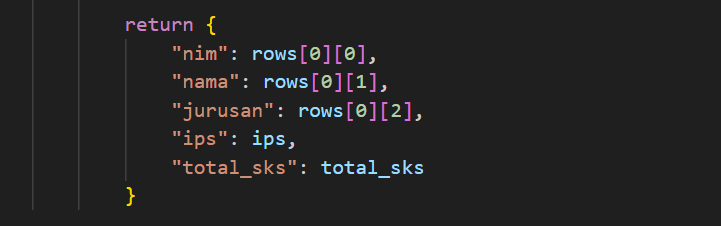 return {
"nim": rows[0][0],
"nama": rows[0][1],
"jurusan": rows[0][2],
"ips": ips,
"total_sks": total_sks
}